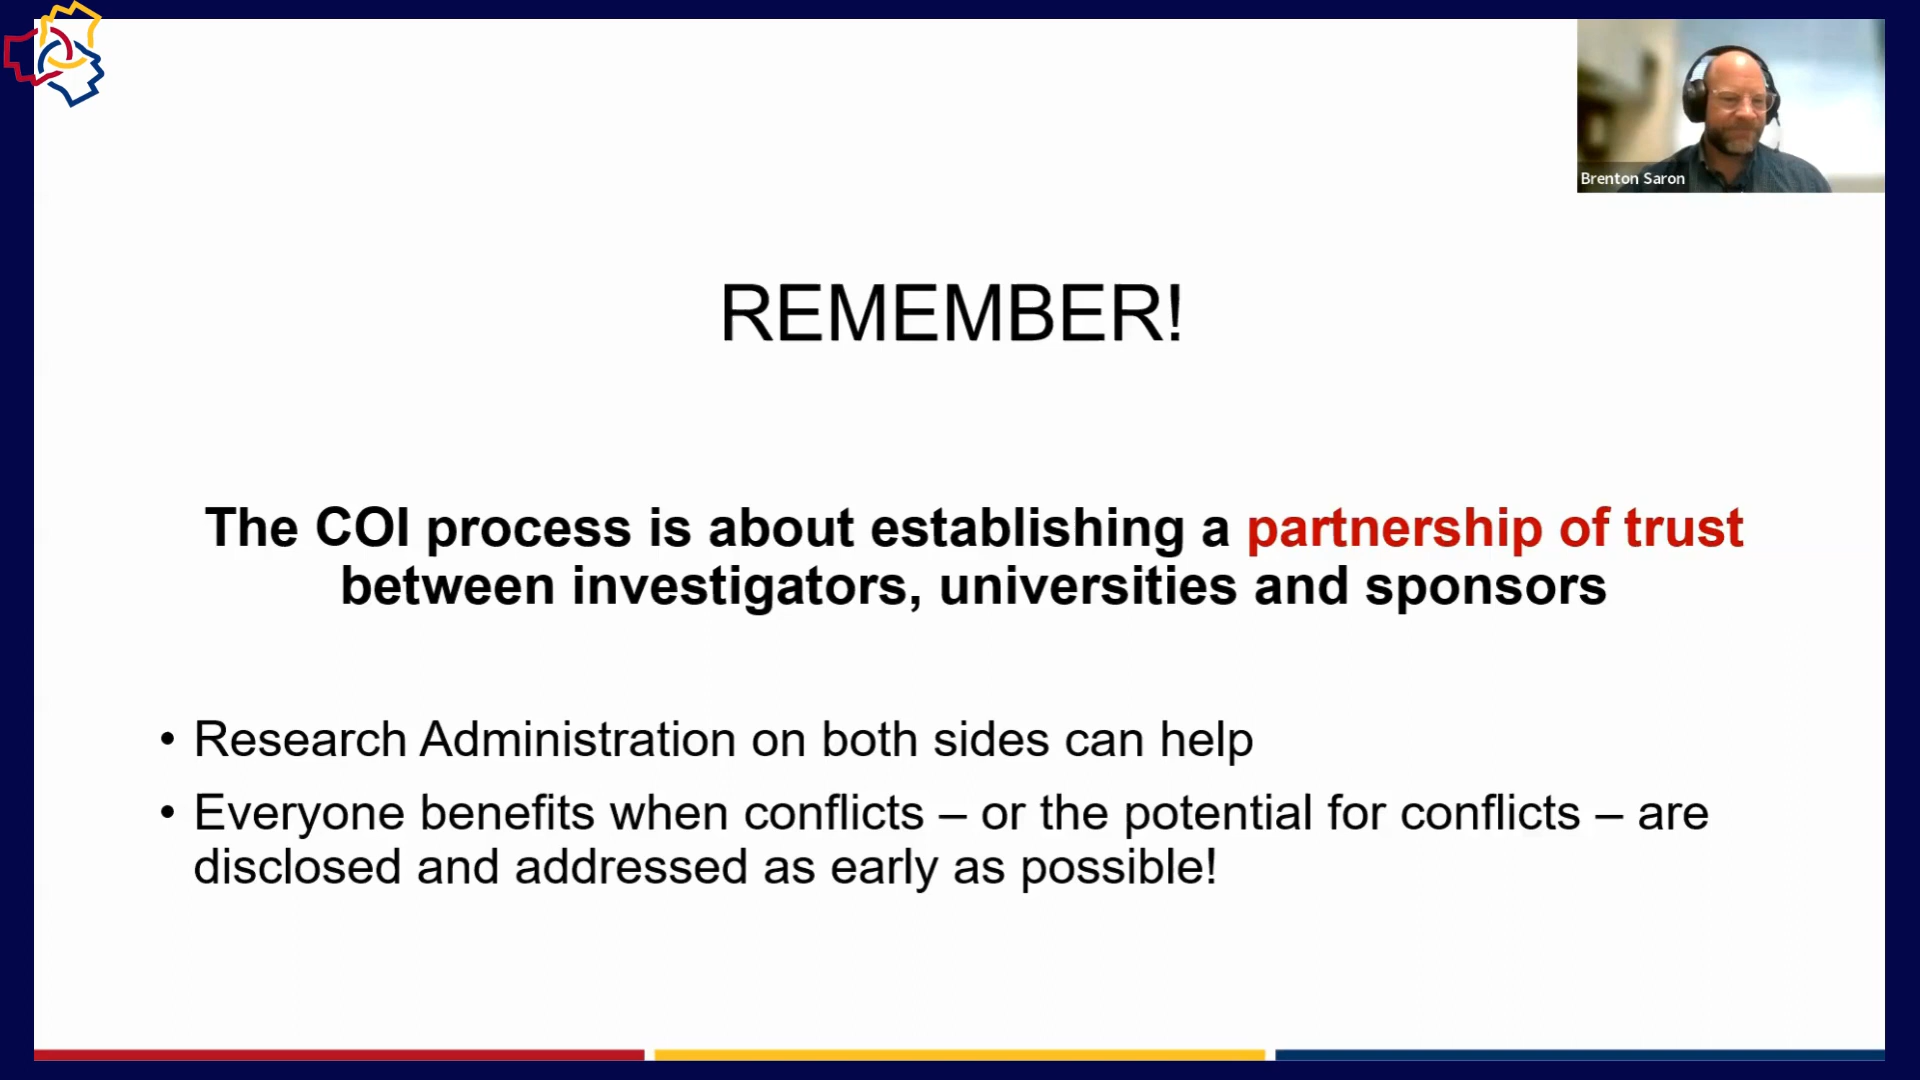 Brenton Saron
REMEMBER!
The COI process is about establishing a partnership of trust
between investigators, universities and sponsors
• Research Administration on both sides can help
• Everyone benefits when conflicts – or the potential for conflicts – are
disclosed and addressed as early as possible!